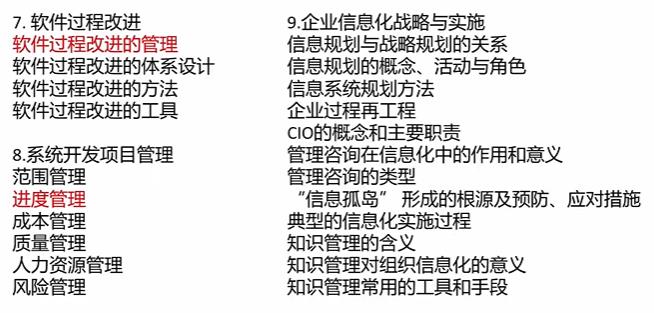 7. 软件过程改进
软件过程改进的管理
软件过程改进的体系设计
软件过程改进的方法
软件过程改进的工具
8.系统开发项目管理
范围管理
进度管理
成本管理
质量管理
人力资源管理
风险管理
9.企业信息化战略与实施
信息规划与战略规划的关系
信息规划的概念、活动与角色
信息系统规划方法
企业过程再工程
CIO的概念和主要职责
管理咨询在信息化中的作用和意义
管理咨询的类型
“信息孤岛” 形成的根源及预防、应对措施
典型的信息化实施过程
知识管理的含义
知识管理对组织信息化的意义
知识管理常用的工具和手段